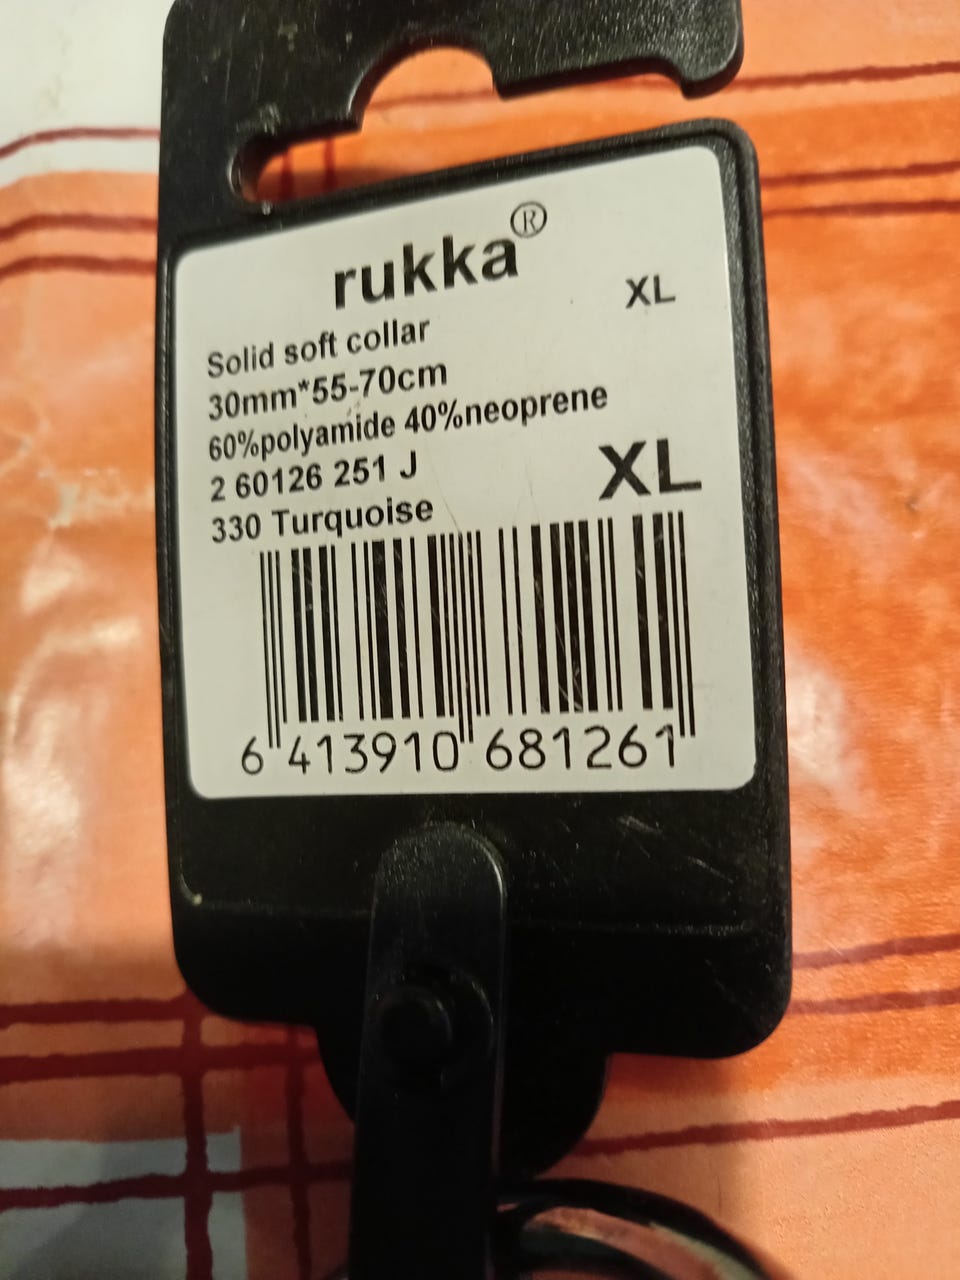 rukka®
XL
Solid soft collar
30mm*55-70cm
60%polyamide 40%neoprene
2 60126 251 J
XL
330 Turquoise
6 413910 681261